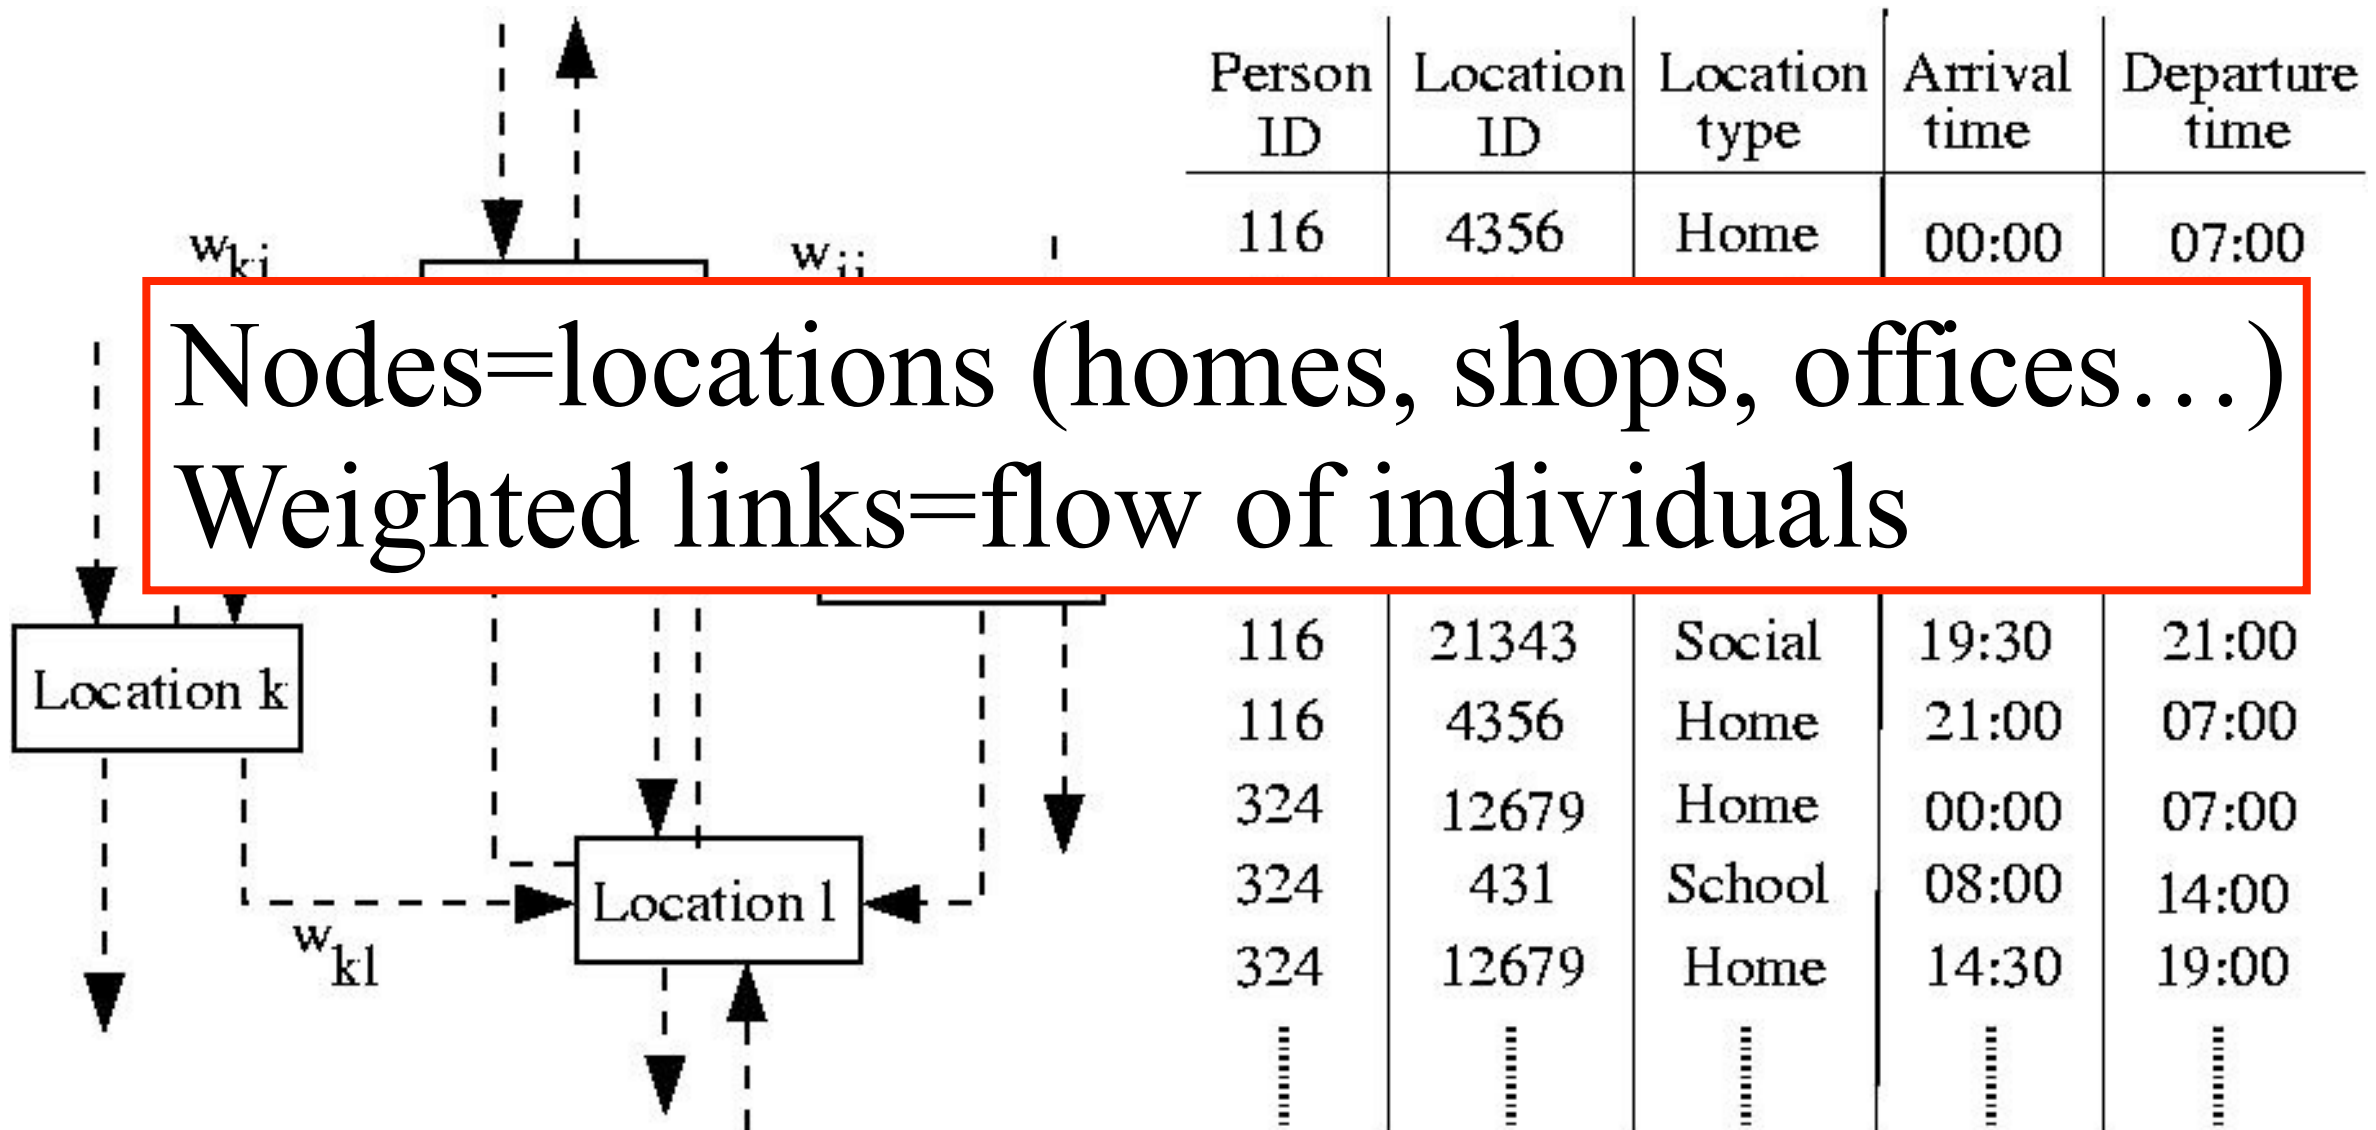 Person Location Location Arrival Departure
ID ID type time time
116 4356 Home 00:00 07:00
w
Nodes=locations (homes, shops, offices…)
Weighted links=flow of individuals
116 21343 Social 19:30 21:00
Location k
116 4356 Home 21:00 07:00
324 12679 Home 00:00 07:00
324 431 School 08:00 14:00
Location l
w kl
324 12679 Home 14:30 19:00